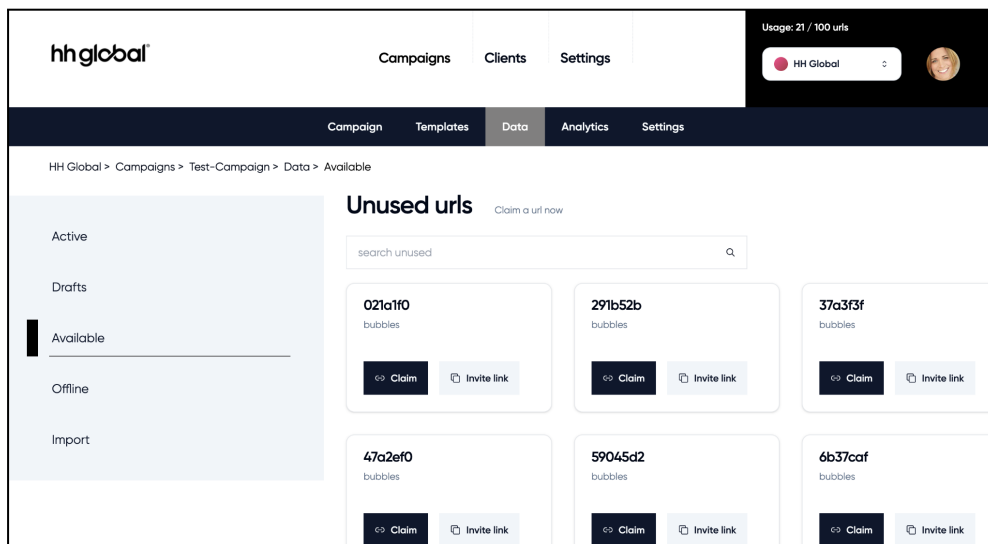 Usage: 21 / 100 urls
hh global®
Campaigns Clients Settings
HH Global
Campaign Templates Data Analytics Settings
HH Global > Campaigns > Test-Campaign > Data > Available
Unused urls Claim a url now
Active
search unused
Drafts
021a1f0 291b52b 37a3f3f
bubbles bubbles bubbles
Available
Claim Invite link Claim Invite link Claim Invite link
Offline
Import
47a2ef0 59045d2 6b37caf
bubbles bubbles bubbles
Claim Invite link Claim Invite link Claim Invite link